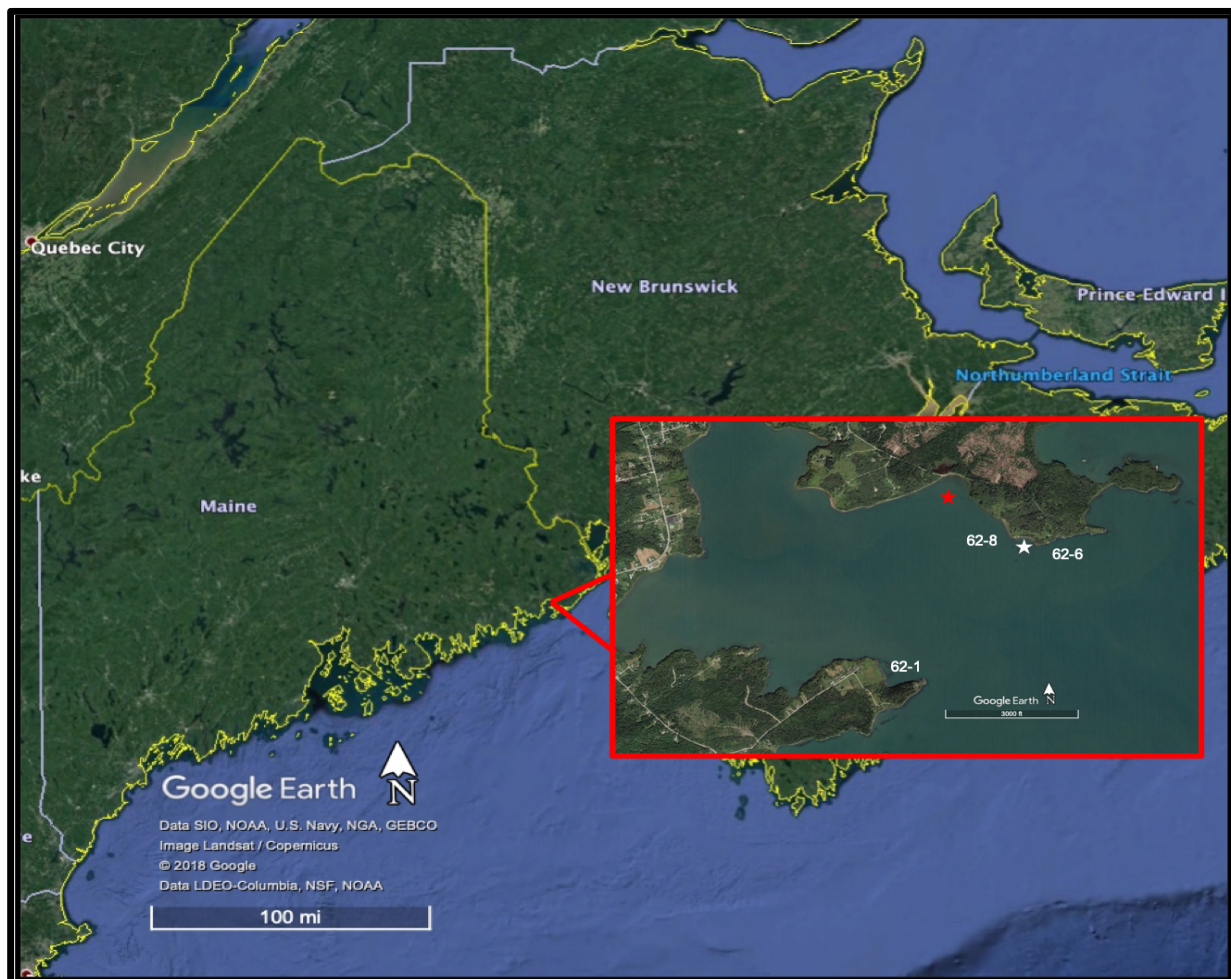 Quebec City
New Brunswick
Prince Edward I
Northumberland Strait
ke
Maine
62-8
62-6
62-1
Google Earth
N
3000 ft
Google Earth
N
Data SIO, NOAA, U.S. Navy, NGA, GEBCO
Image Landsat / Copernicus
© 2018 Google
Data LDEO-Columbia, NSF, NOAA
e
100 mi